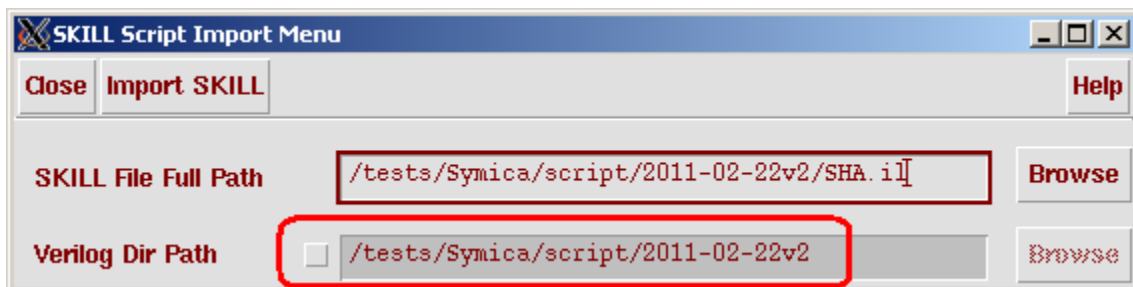 SKILL Script Import Menu
Close Import SKILL Help
SKILL File Full Path /tests/Symica/script/2011-02-22v2/SHA.il Browse
Verilog Dir Path /tests/Symica/script/2011-02-22v2 Browse